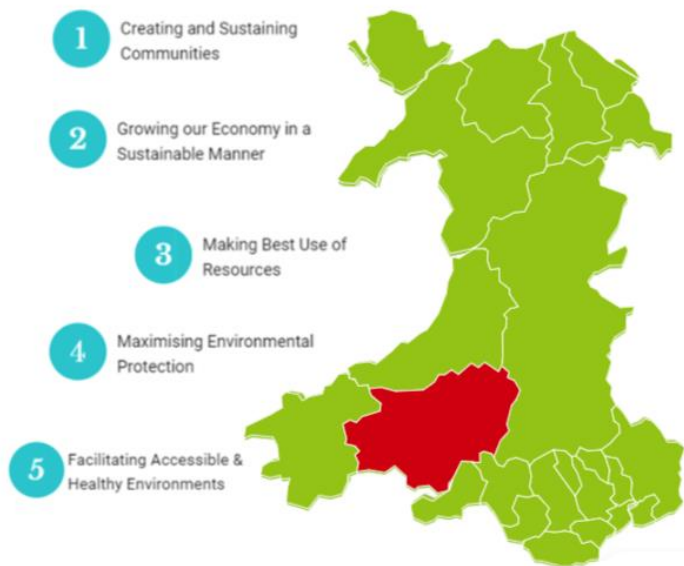 1
Creating and Sustaining
Communities
2
Growing our Economy in a
Sustainable Manner
3
Making Best Use of
Resources
4
Maximising Environmental
Protection
5
Facilitating Accessible &
Healthy Environments